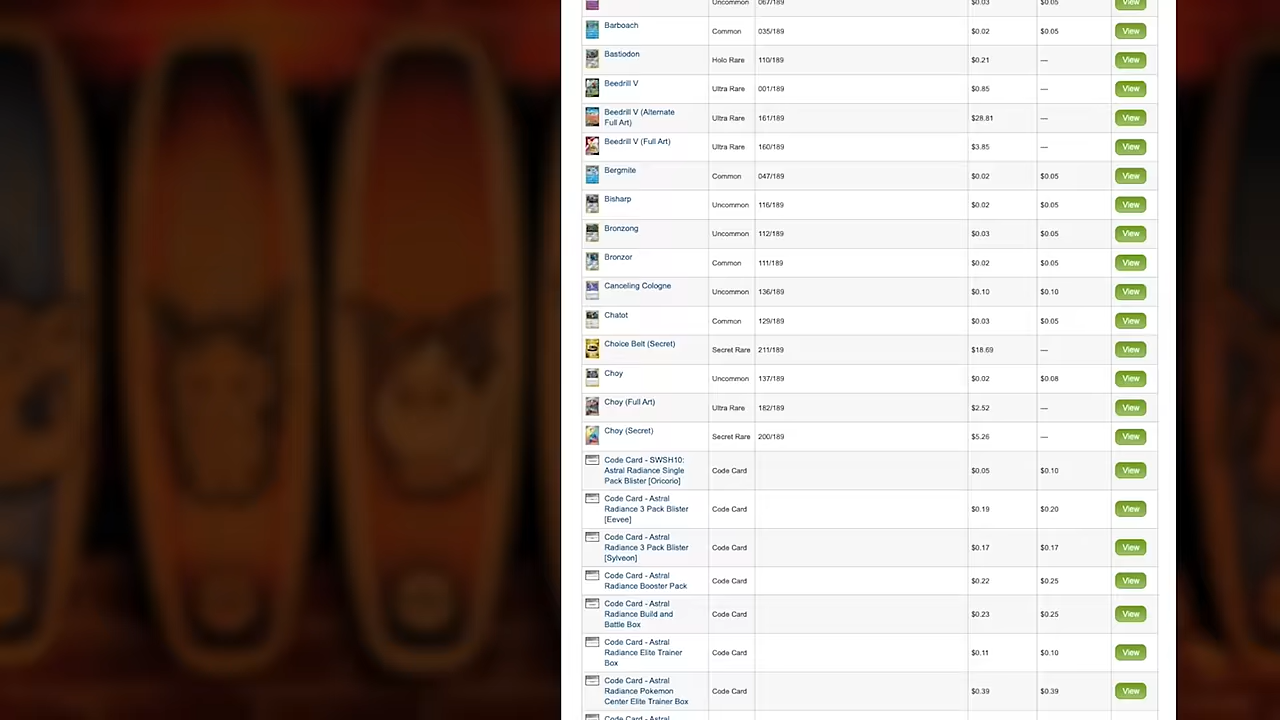 Uncommon 067/189 $0.03 $0.05 View
Barboach Common 035/189 $0.02 $0.05 View
Bastiodon Holo Rare 110/189 $0.21 — View
Beedrill V Ultra Rare 001/189 $0.85 — View
Beedrill V (Alternate
Full Art) Ultra Rare 161/189 $28.81 — View
Beedrill V (Full Art) Ultra Rare 160/189 $3.85 — View
Bergmite Common 047/189 $0.02 $0.05 View
Bisharp Uncommon 116/189 $0.02 $0.05 View
Bronzong Uncommon 112/189 $0.03 $0.05 View
Bronzor Common 111/189 $0.02 $0.05 View
Canceling Cologne Uncommon 136/189 $0.10 $0.10 View
Chatot Common 129/189 $0.03 $0.05 View
Choice Belt (Secret) Secret Rare 211/189 $18.69 — View
Choy Uncommon 137/189 $0.02 $0.08 View
Choy (Full Art) Ultra Rare 182/189 $2.52 — View
Choy (Secret) Secret Rare 200/189 $5.26 — View
Code Card - SWSH10:
Astral Radiance Single Code Card $0.05 $0.10 View
Pack Blister [Oricorio]
Code Card - Astral
Radiance 3 Pack Blister Code Card $0.19 $0.20 View
[Eevee]
Code Card - Astral
Radiance 3 Pack Blister Code Card $0.17 $0.17 View
[Sylveon]
Code Card - Astral
Radiance Booster Pack Code Card $0.22 $0.25 View
Code Card - Astral
Radiance Build and Code Card $0.23 $0.25 View
Battle Box
Code Card - Astral
Radiance Elite Trainer Code Card $0.11 $0.10 View
Box
Code Card - Astral
Radiance Pokemon Code Card $0.39 $0.39 View
Center Elite Trainer Box
Code Card - Astral